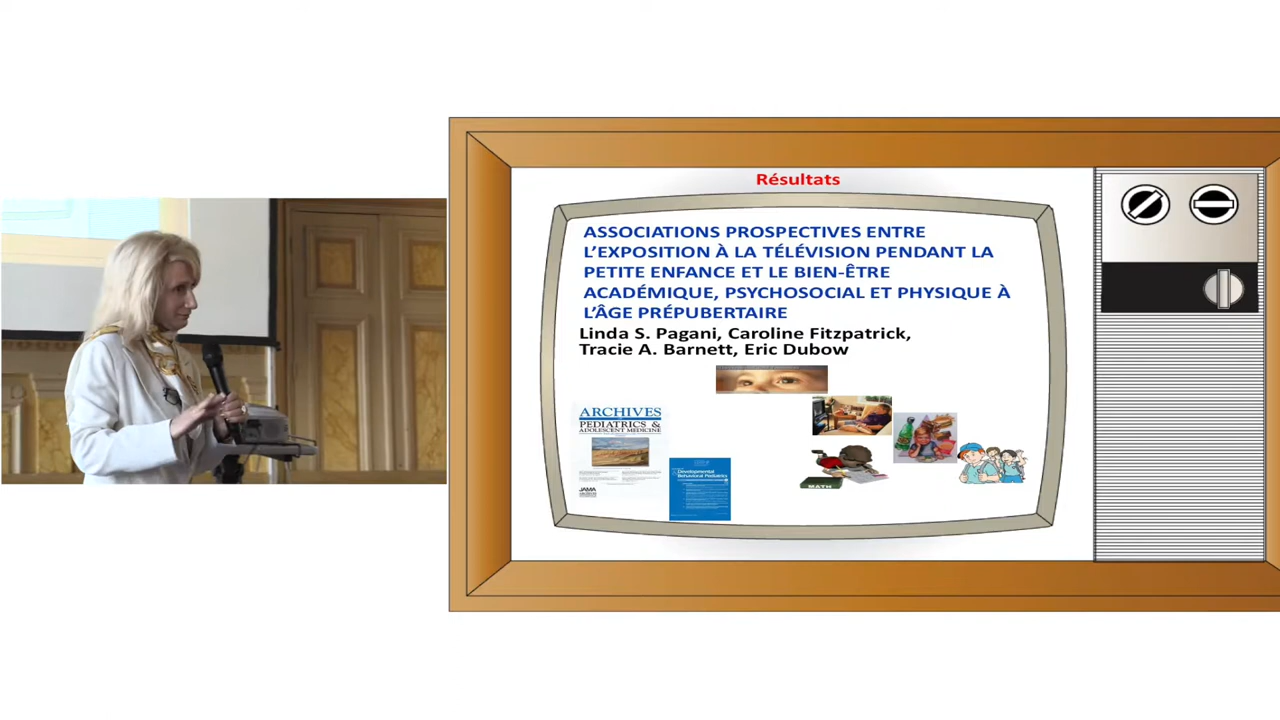 Résultats
ASSOCIATIONS PROSPECTIVES ENTRE
L'EXPOSITION À LA TÉLÉVISION PENDANT LA
PETITE ENFANCE ET LE BIEN-ÊTRE
ACADÉMIQUE, PSYCHOSOCIAL ET PHYSIQUE À
L'ÂGE PRÉPUBERTAIRE
Linda S. Pagani, Caroline Fitzpatrick,
Tracie A. Barnett, Eric Dubow
ARCHIVES
PEDIATRICS &
ADOLESCENT MEDICINE
JAMA
Developmental
Behavioral Pediatrics
MATH